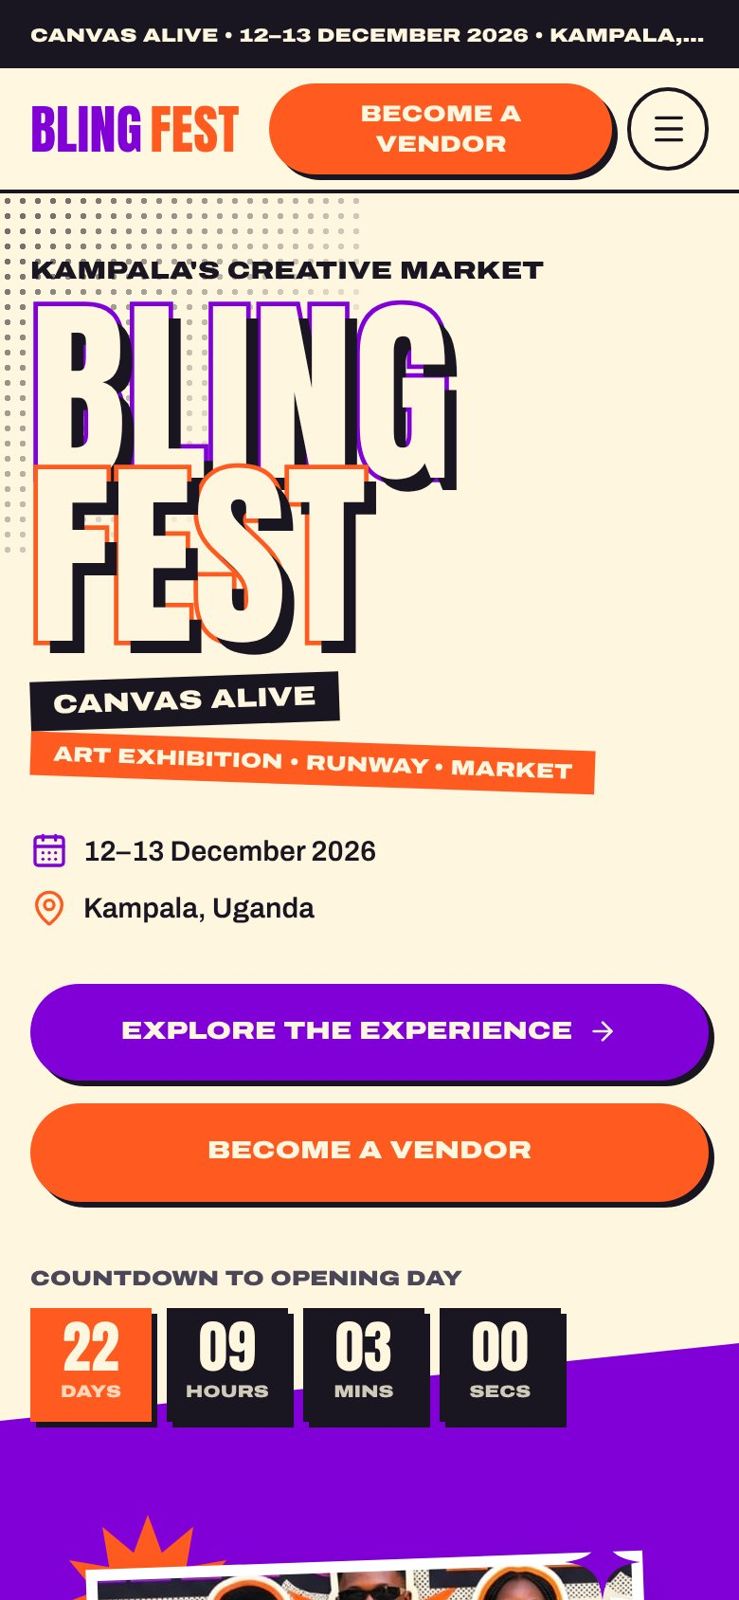 CANVAS ALIVE • 12–13 DECEMBER 2026 • KAMPALA,...
BLING FEST
BECOME A
VENDOR
KAMPALA'S CREATIVE MARKET
BLING
FEST
CANVAS ALIVE
ART EXHIBITION • RUNWAY • MARKET
12–13 December 2026
Kampala, Uganda
EXPLORE THE EXPERIENCE →
BECOME A VENDOR
COUNTDOWN TO OPENING DAY
22 09 03 00
DAYS HOURS MINS SECS